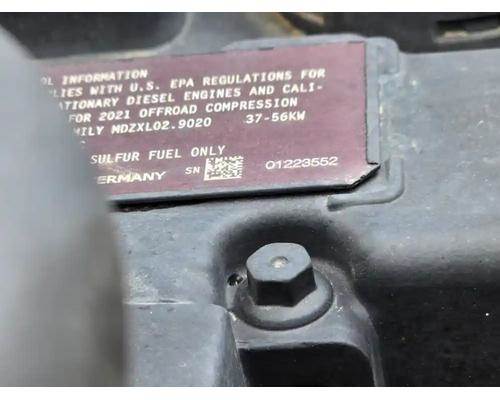 OL INFORMATION
LIES WITH U.S. EPA REGULATIONS FOR
TIONARY DIESEL ENGINES AND CALI-
FOR 2021 OFFROAD COMPRESSION
MILY MDZXL02.9020 37-56KW
SULFUR FUEL ONLY
ERMANY SN 01223552